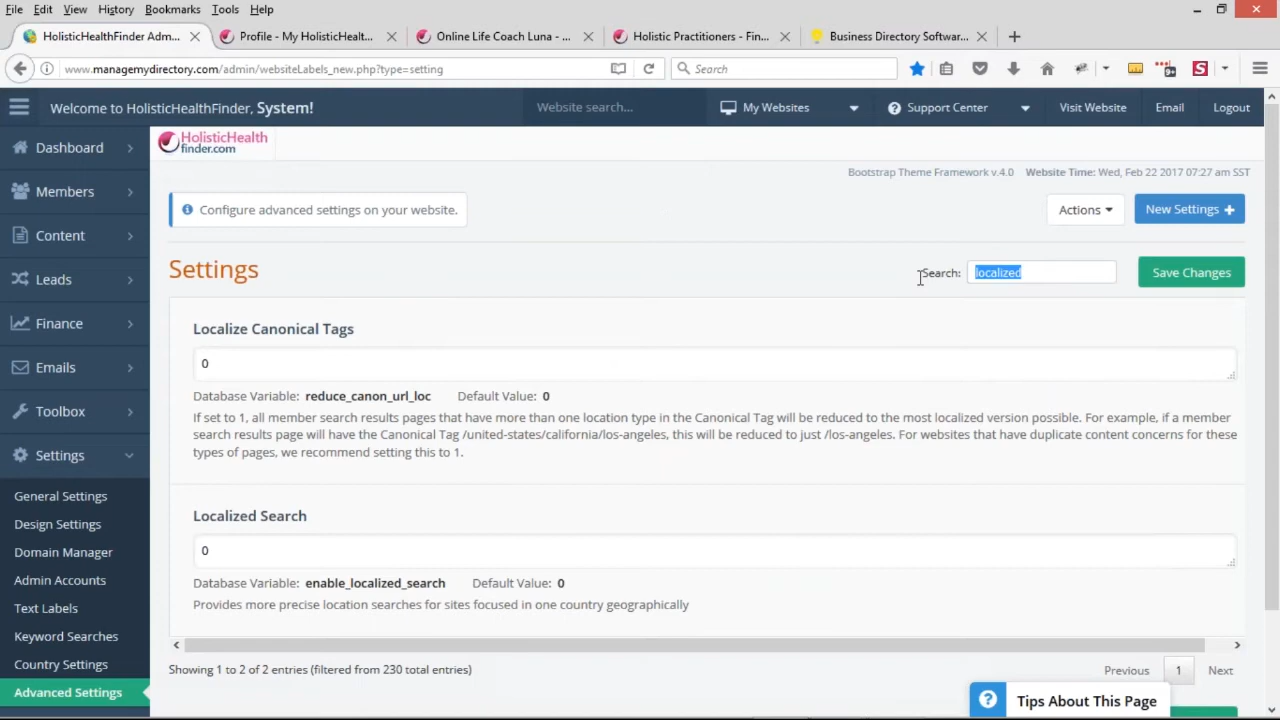 File Edit View History Bookmarks Tools Help
HolisticHealthFinder Adm...
Profile - My HolisticHealt...
Online Life Coach Luna - ...
Holistic Practitioners - Fin...
Business Directory Softwar...
www.managemydirectory.com/admin/websiteLabels_new.php?type=setting
Search
Welcome to HolisticHealthFinder, System!
Website search...
My Websites
Support Center
Visit Website
Email
Logout
Dashboard
Members
Content
Leads
Finance
Emails
Toolbox
Settings
General Settings
Design Settings
Domain Manager
Admin Accounts
Text Labels
Keyword Searches
Country Settings
Advanced Settings
HolisticHealth
finder.com
Bootstrap Theme Framework v.4.0 Website Time: Wed, Feb 22 2017 07:27 am SST
Configure advanced settings on your website.
Actions
New Settings +
Settings
Search: localized
Save Changes
Localize Canonical Tags
0
Database Variable: reduce_canon_url_loc Default Value: 0
If set to 1, all member search results pages that have more than one location type in the Canonical Tag will be reduced to the most localized version possible. For example, if a member
search results page will have the Canonical Tag /united-states/california/los-angeles, this will be reduced to just /los-angeles. For websites that have duplicate content concerns for these
types of pages, we recommend setting this to 1.
Localized Search
0
Database Variable: enable_localized_search Default Value: 0
Provides more precise location searches for sites focused in one country geographically
Showing 1 to 2 of 2 entries (filtered from 230 total entries)
Previous 1 Next
? Tips About This Page